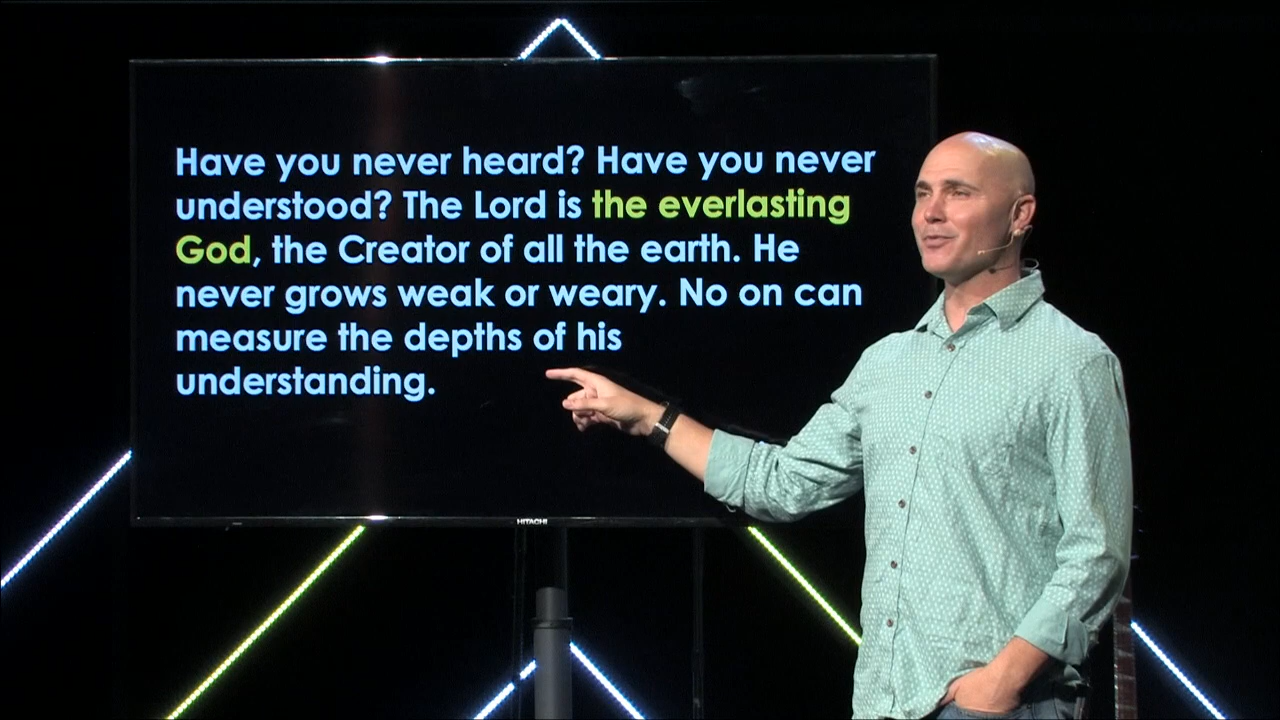 Have you never heard? Have you never
understood? The Lord is the everlasting
God, the Creator of all the earth. He
never grows weak or weary. No on can
measure the depths of his
understanding.
HITACHI